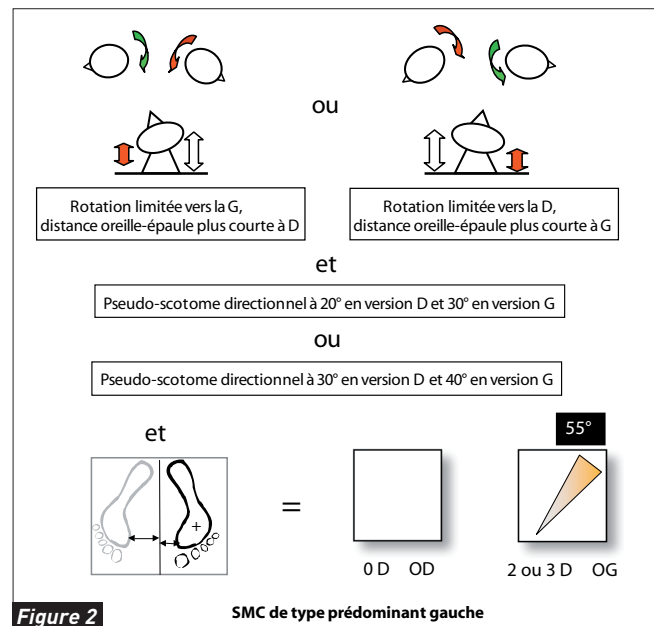 ou
Rotation limitée vers la G,
distance oreille-épaule plus courte à D
Rotation limitée vers la D,
distance oreille-épaule plus courte à G
et
Pseudo-scotome directionnel à 20° en version D et 30° en version G
ou
Pseudo-scotome directionnel à 30° en version D et 40° en version G
et
55°
+
=
0 D OD
2 ou 3 D OG
Figure 2
SMC de type prédominant gauche